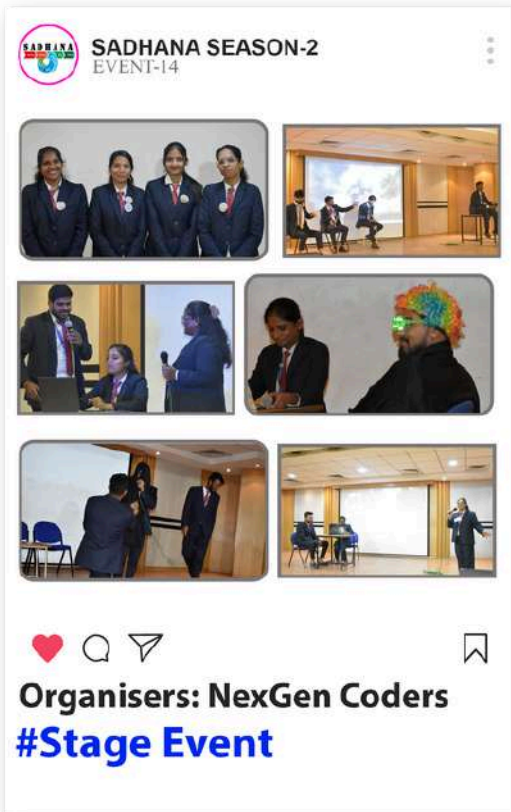 SADHANA
SADHANA SEASON-2
EVENT-14
Organisers: NexGen Coders
#Stage Event